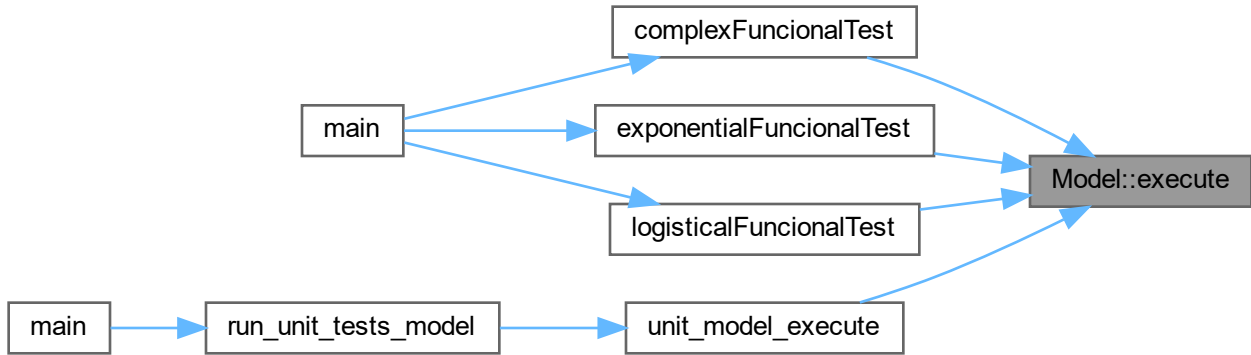 complexFuncionalTest
main
exponentialFuncionalTest
Model::execute
logisticalFuncionalTest
main
run_unit_tests_model
unit_model_execute